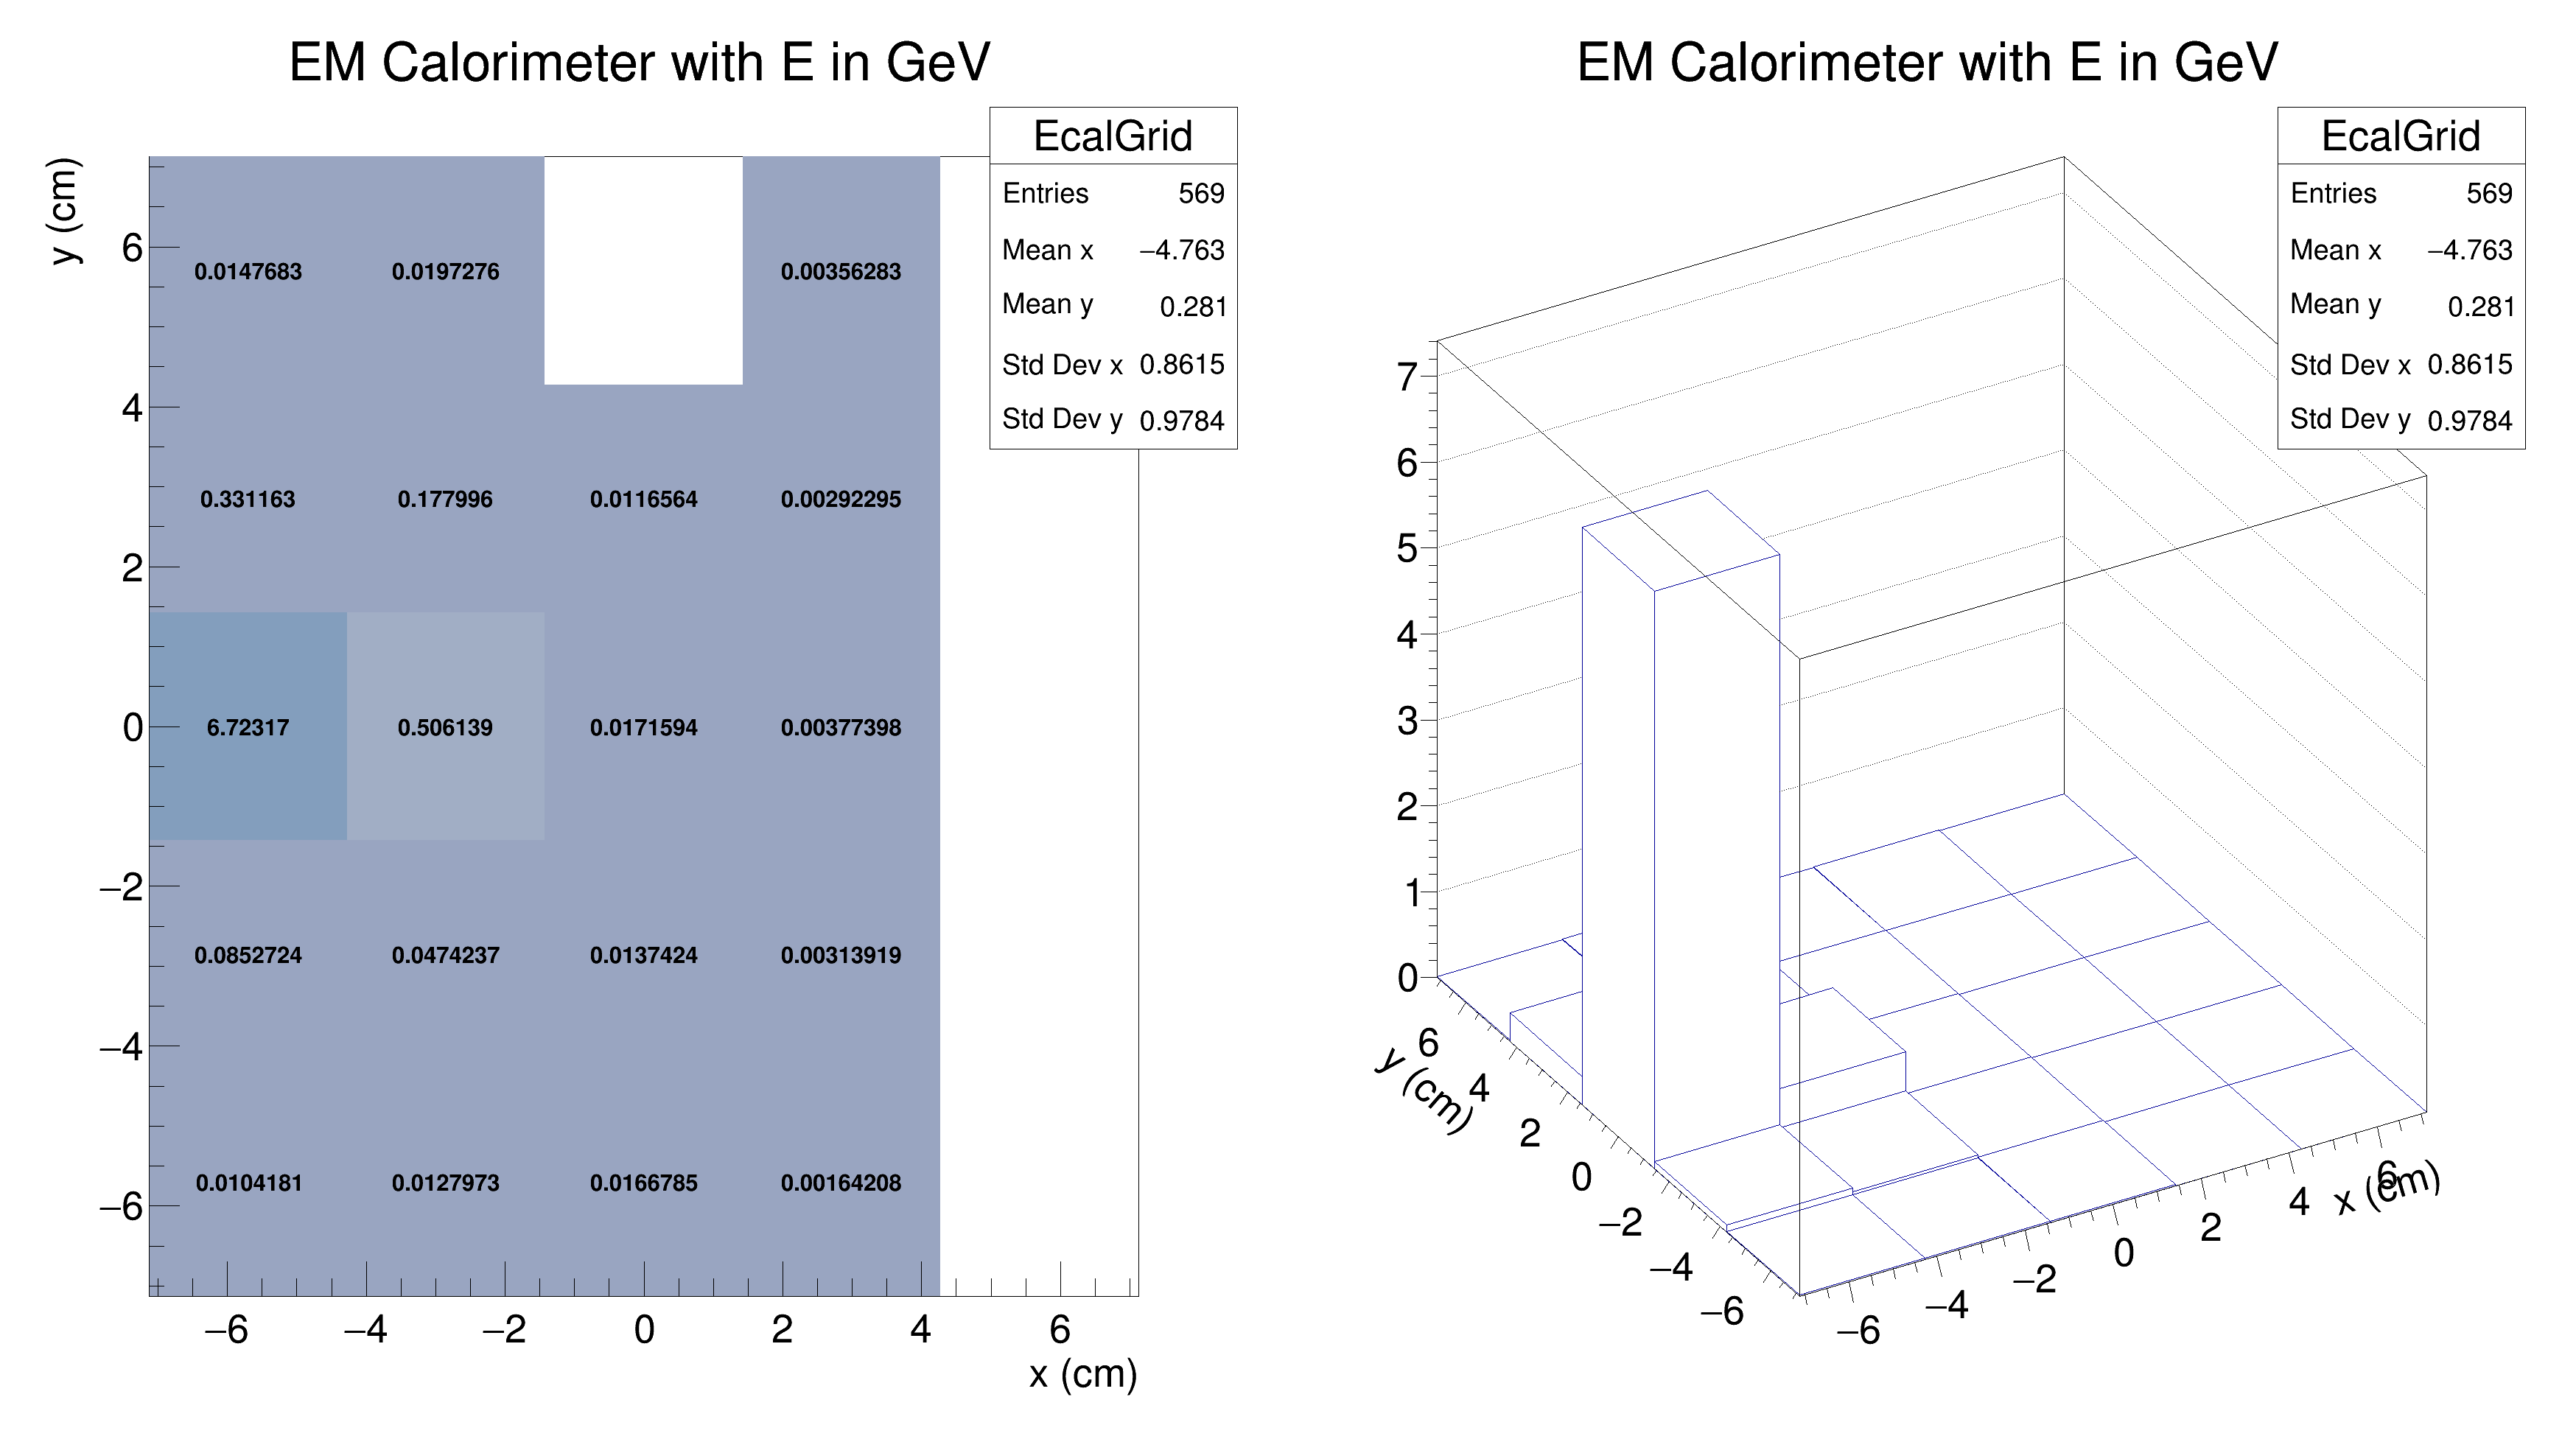 EM Calorimeter with E in GeV
EcalGrid
Entries 569
Mean x −4.763
Mean y 0.281
Std Dev x 0.8615
Std Dev y 0.9784
y (cm)
6
4
2
0
−2
−4
−6
0.0147683 0.0197276 0.00356283
0.331163 0.177996 0.0116564 0.00292295
6.72317 0.506139 0.0171594 0.00377398
0.0852724 0.0474237 0.0137424 0.00313919
0.0104181 0.0127973 0.0166785 0.00164208
−6 −4 −2 0 2 4 6
x (cm)
EM Calorimeter with E in GeV
EcalGrid
Entries 569
Mean x −4.763
Mean y 0.281
Std Dev x 0.8615
Std Dev y 0.9784
7
6
5
4
3
2
1
0
y (cm)
6
4
2
0
−2
−4
−6
−6 −4 −2 0 2 4 6
x (cm)